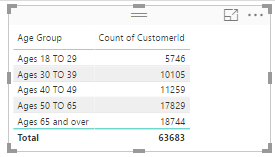 Age Group Count of CustomerId
Ages 18 TO 29 5746
Ages 30 TO 39 10105
Ages 40 TO 49 11259
Ages 50 TO 65 17829
Ages 65 and over 18744
Total 63683